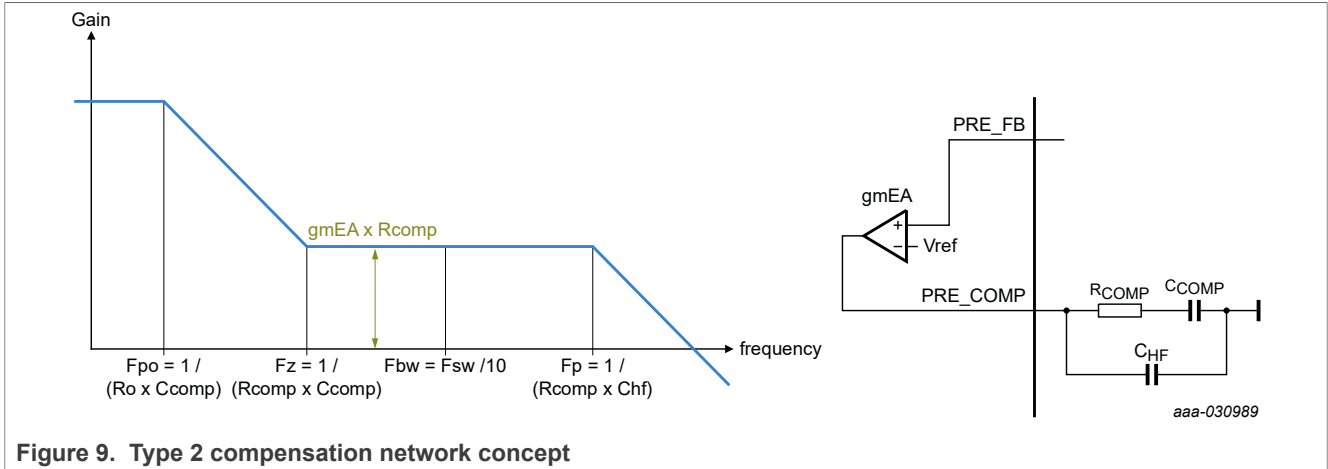 Gain
gmEA x Rcomp
frequency
Fpo = 1 /
(Ro x Ccomp)
Fz = 1 /
(Rcomp x Ccomp)
Fbw = Fsw /10
Fp = 1 /
(Rcomp x Chf)
PRE_FB
gmEA
+
− Vref
PRE_COMP
RCOMP
CCOMP
CHF
aaa-030989
Figure 9. Type 2 compensation network concept